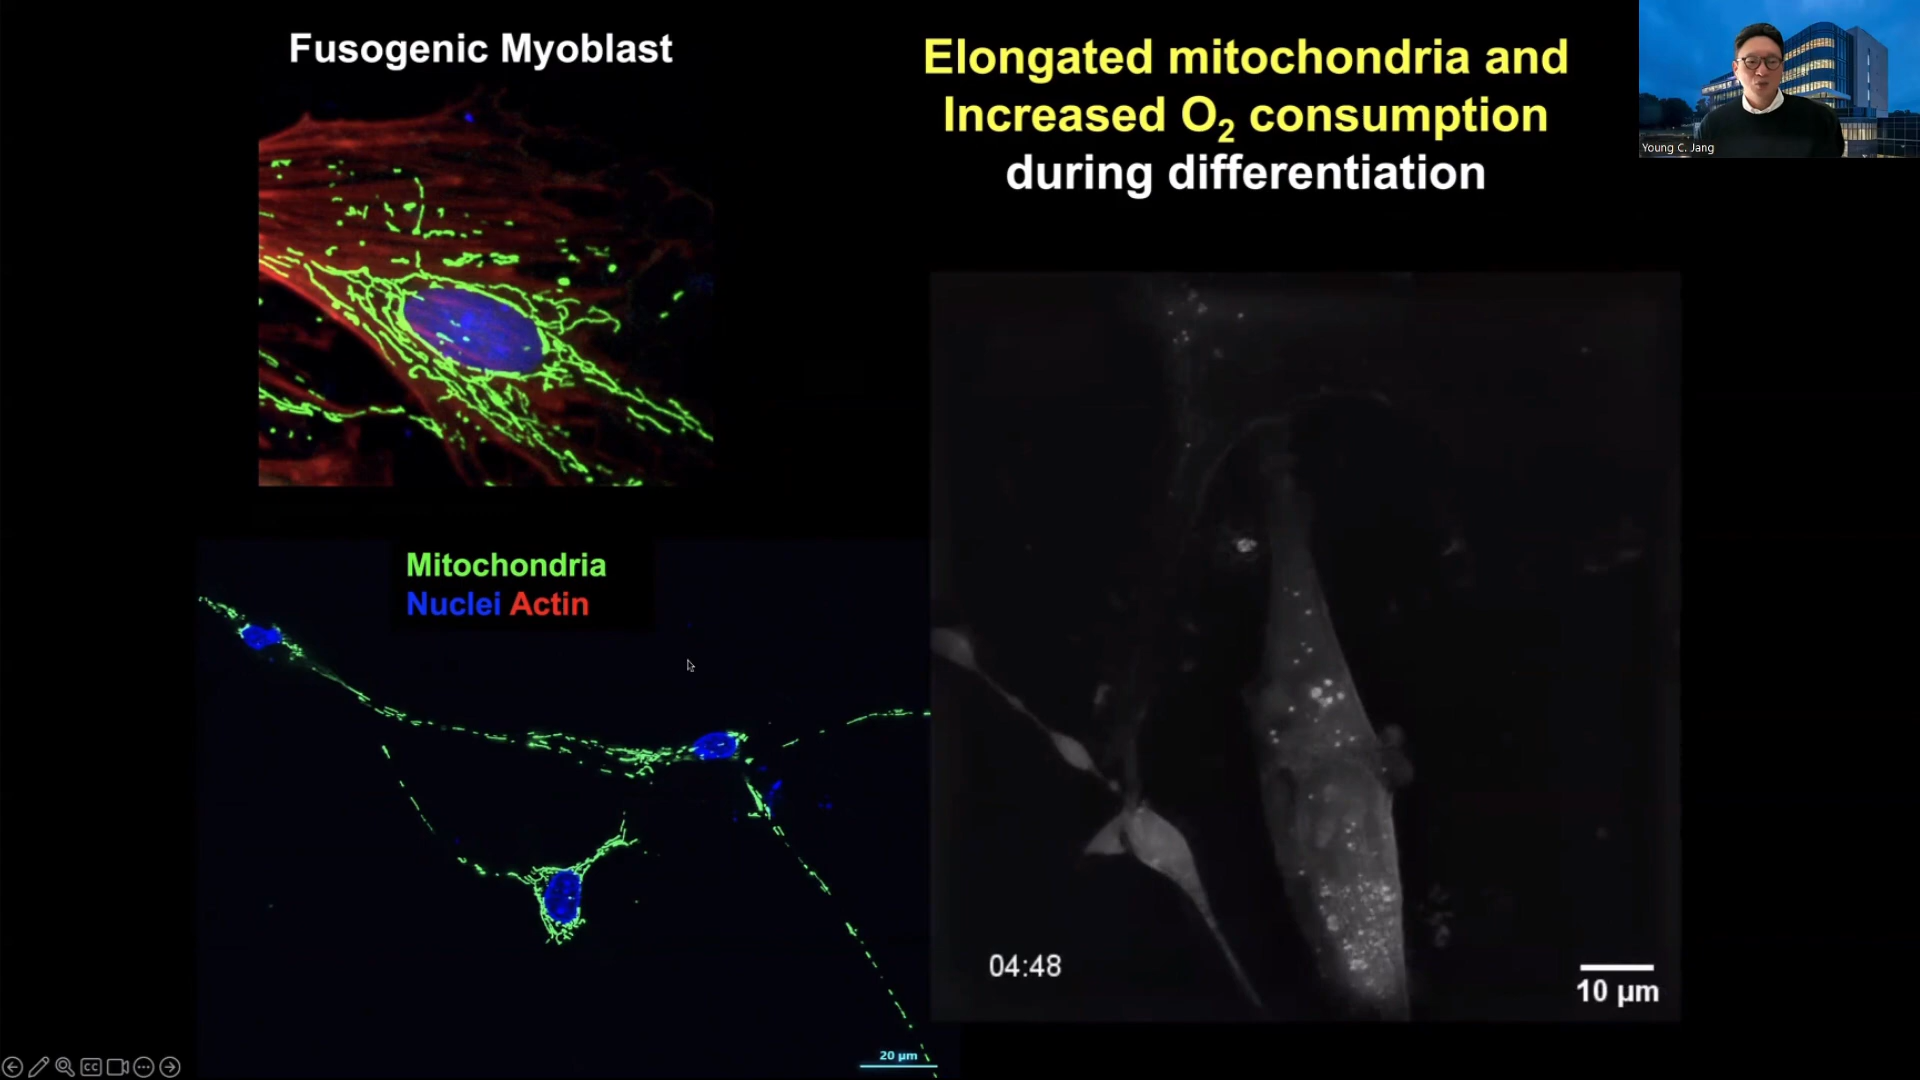 Fusogenic Myoblast
Elongated mitochondria and
Increased O₂ consumption
during differentiation
Young C. Jang
Mitochondria
Nuclei Actin
04:48
10 µm
20 µm
CC